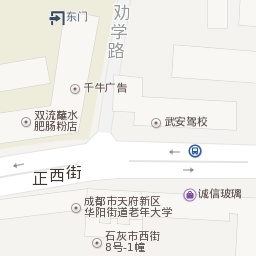 东门
劝学路
千牛广告
双流蘸水
肥肠粉店
武安驾校
正西街
诚信玻璃
成都市天府新区
华阳街道老年大学
石灰市西街
8号-1幢